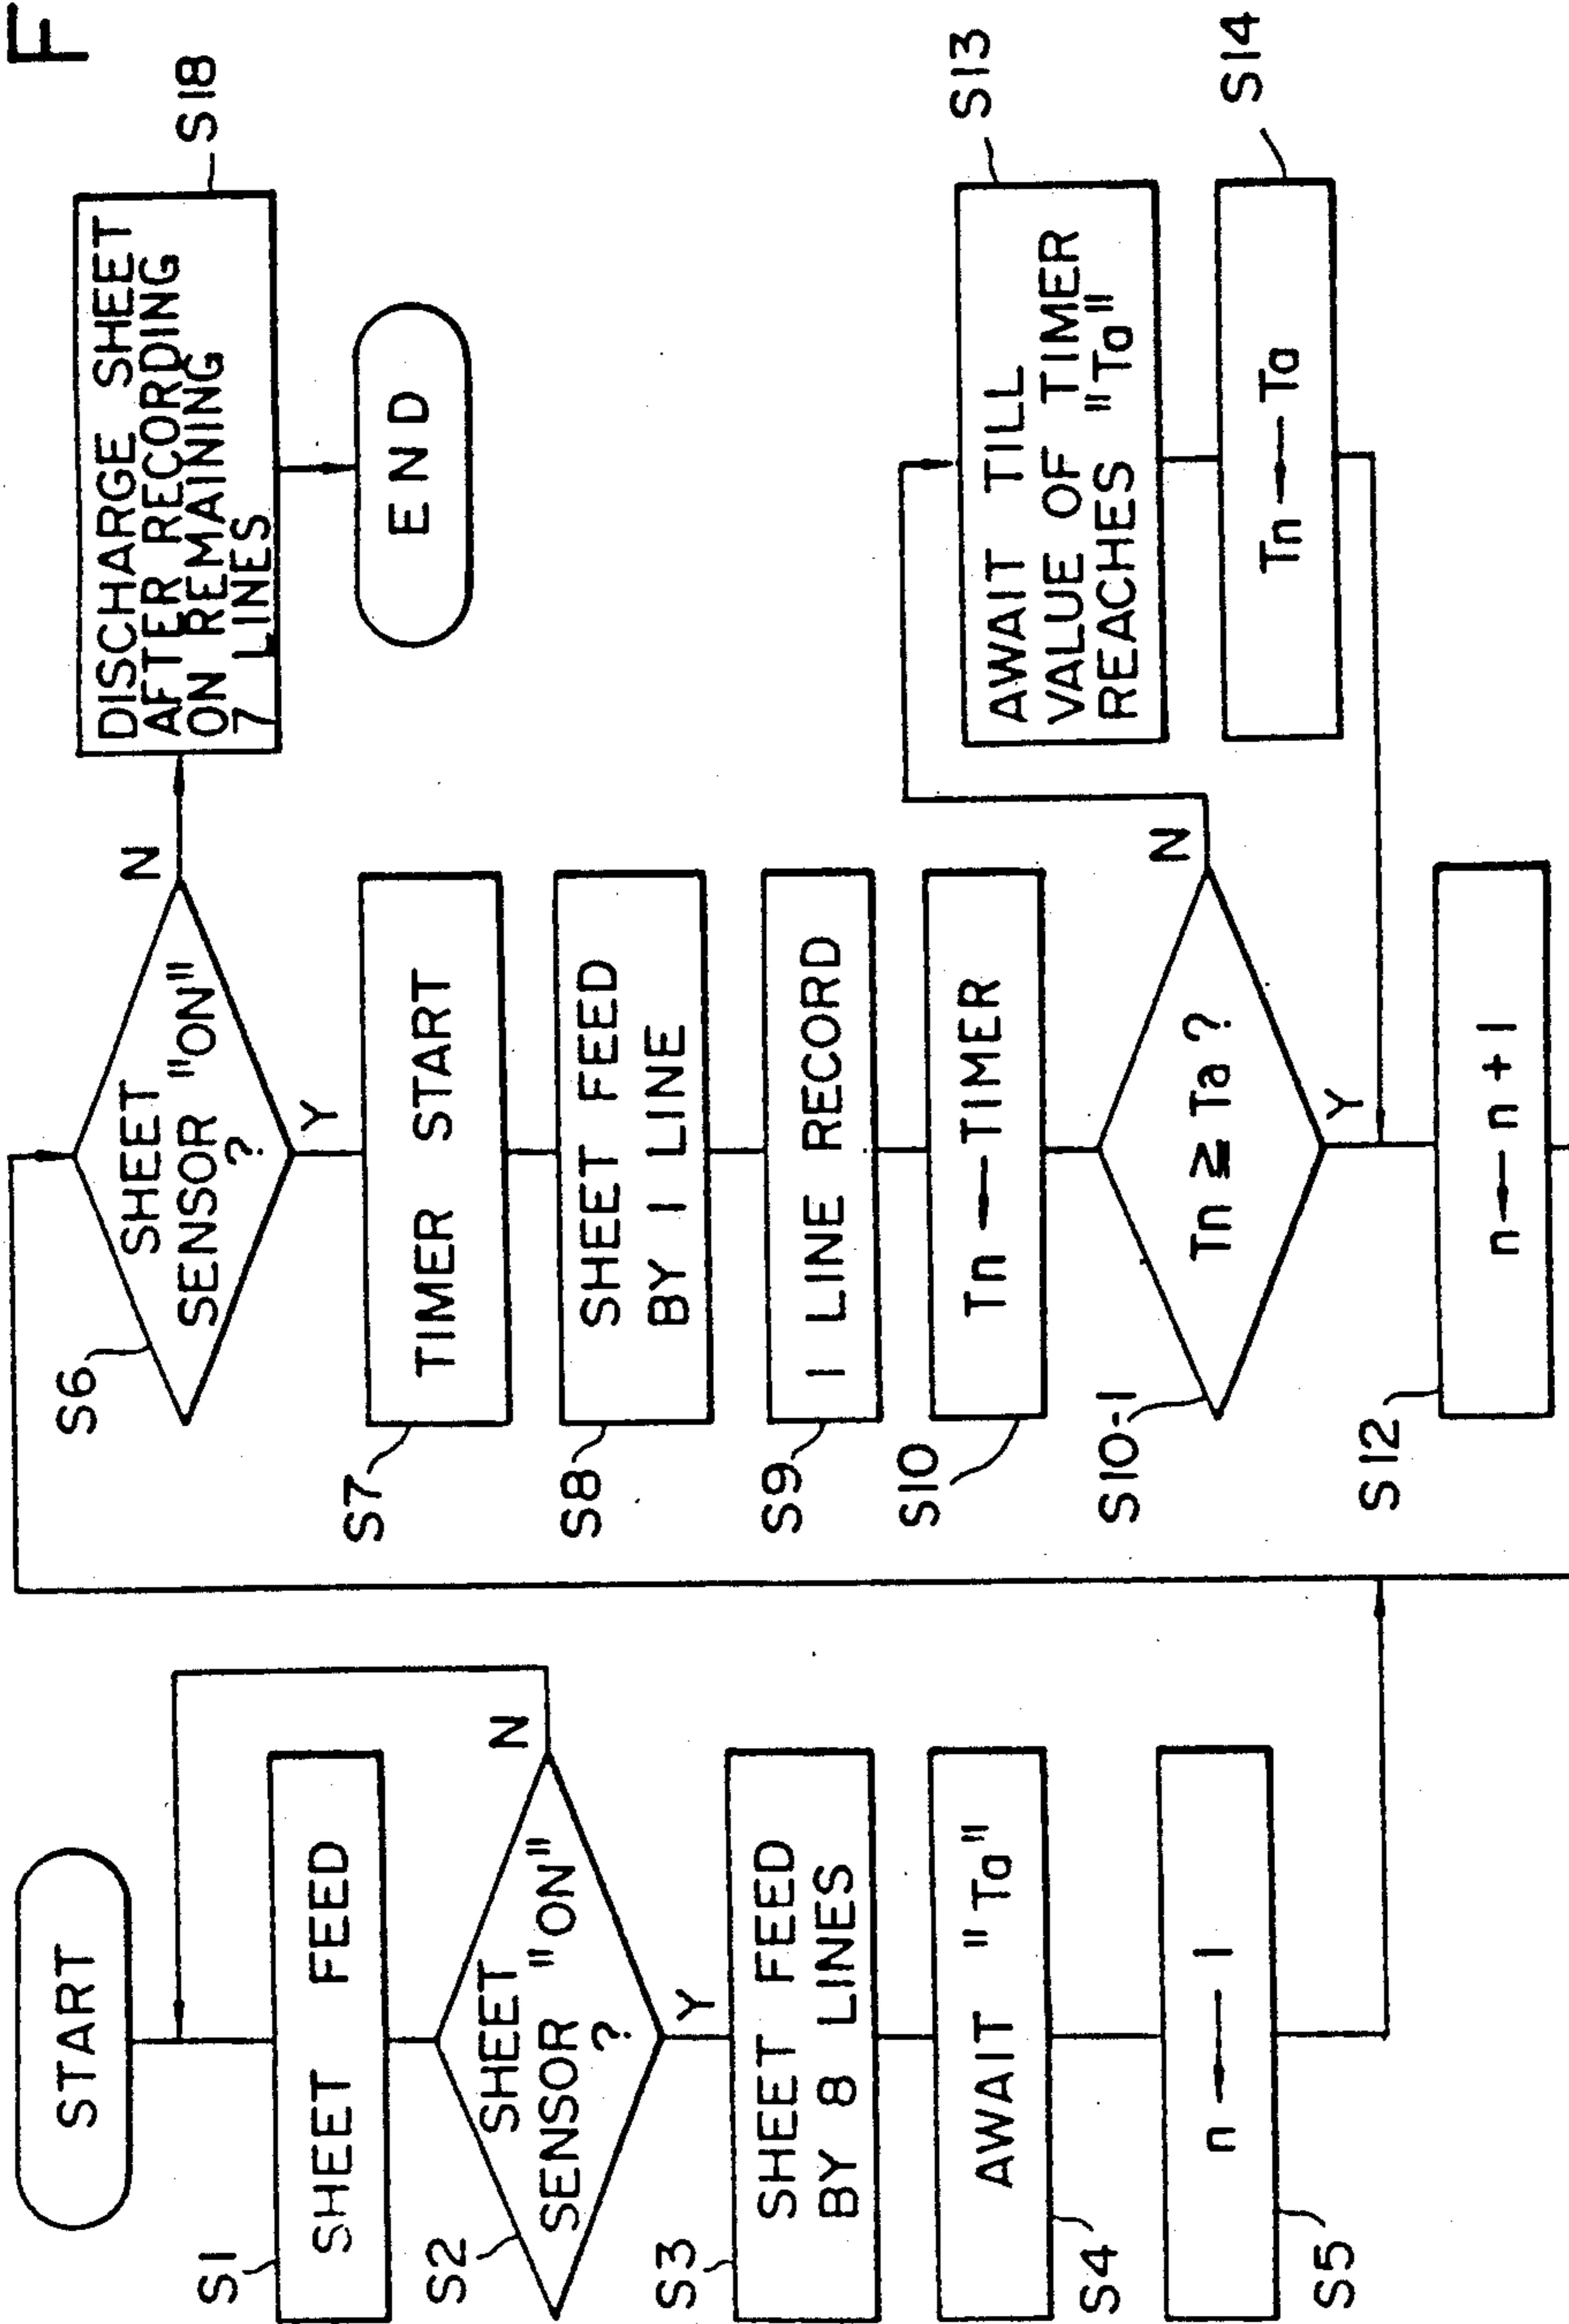 F
START
S1
SHEET FEED
S2
SHEET
SENSOR "ON"
?
N
Y
S3
SHEET FEED
BY 8 LINES
S4
AWAIT "Ta"
S5
n ← 1
S6
SHEET
SENSOR "ON"
?
N
Y
S7
TIMER START
S8
SHEET FEED
BY 1 LINE
S9
1 LINE RECORD
S10
Tn ← TIMER
S10-1
Tn ≧ Ta ?
N
Y
S12
n ← n + 1
DISCHARGE SHEET
AFTER RECORDING
ON REMAINING
7 LINES
S18
END
S13
AWAIT TILL
VALUE OF TIMER
REACHES "Ta"
S14
Tn ← Ta